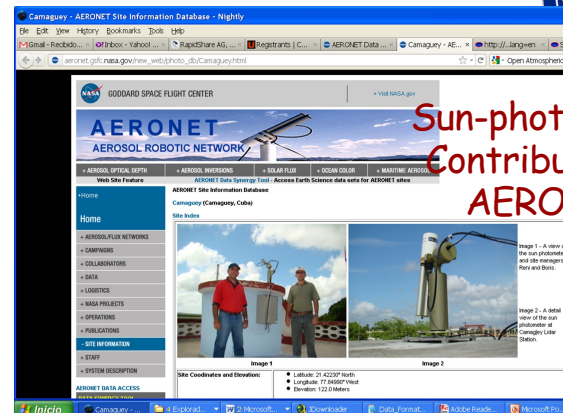 Camaguey - AERONET Site Information Database - Nightly
File Edit View History Bookmarks Tools Help
Gmail - Recibido... Inbox - Yahoo! ... RapidShare AG, ... Registrants | C... AERONET Data ... Camaguey - AE... http://...lang=en S
aeronet.gsfc.nasa.gov/new_web/photo_db/Camaguey.html Open Atmospheric
NASA GODDARD SPACE FLIGHT CENTER + Visit NASA.gov
Sun-phot
Contribu
AERO
AERONET
AEROSOL ROBOTIC NETWORK
+ AEROSOL OPTICAL DEPTH + AEROSOL INVERSIONS + SOLAR FLUX + OCEAN COLOR + MARITIME AEROSOL
Web Site Feature AERONET Data Synergy Tool - Access Earth Science data sets for AERONET sites
+Home
Home
+ AEROSOL/FLUX NETWORKS
+ CAMPAIGNS
+ COLLABORATORS
+ DATA
+ LOGISTICS
+ NASA PROJECTS
+ OPERATIONS
+ PUBLICATIONS
- SITE INFORMATION
+ STAFF
+ SYSTEM DESCRIPTION
AERONET DATA ACCESS
DATA SYNERGY TOOL
AERONET Site Information Database
Camaguey (Camaguey, Cuba)
Site Index
Image 1 - A view
the sun photomete
and site managers
Reni and Boris.
Image 2 - A detail
view of the sun
photometer at
Camagüey Lidar
Station.
Image 1 Image 2
Site Coodinates and Elevation:
Latitude: 21.42230° North
Longitude: 77.84990° West
Elevation: 122.0 Meters
Inicio Camaguey - ... 4 Explorad... 2 Microsoft... JDownloader Data_Format... Adobe Reade... Microsoft Po...